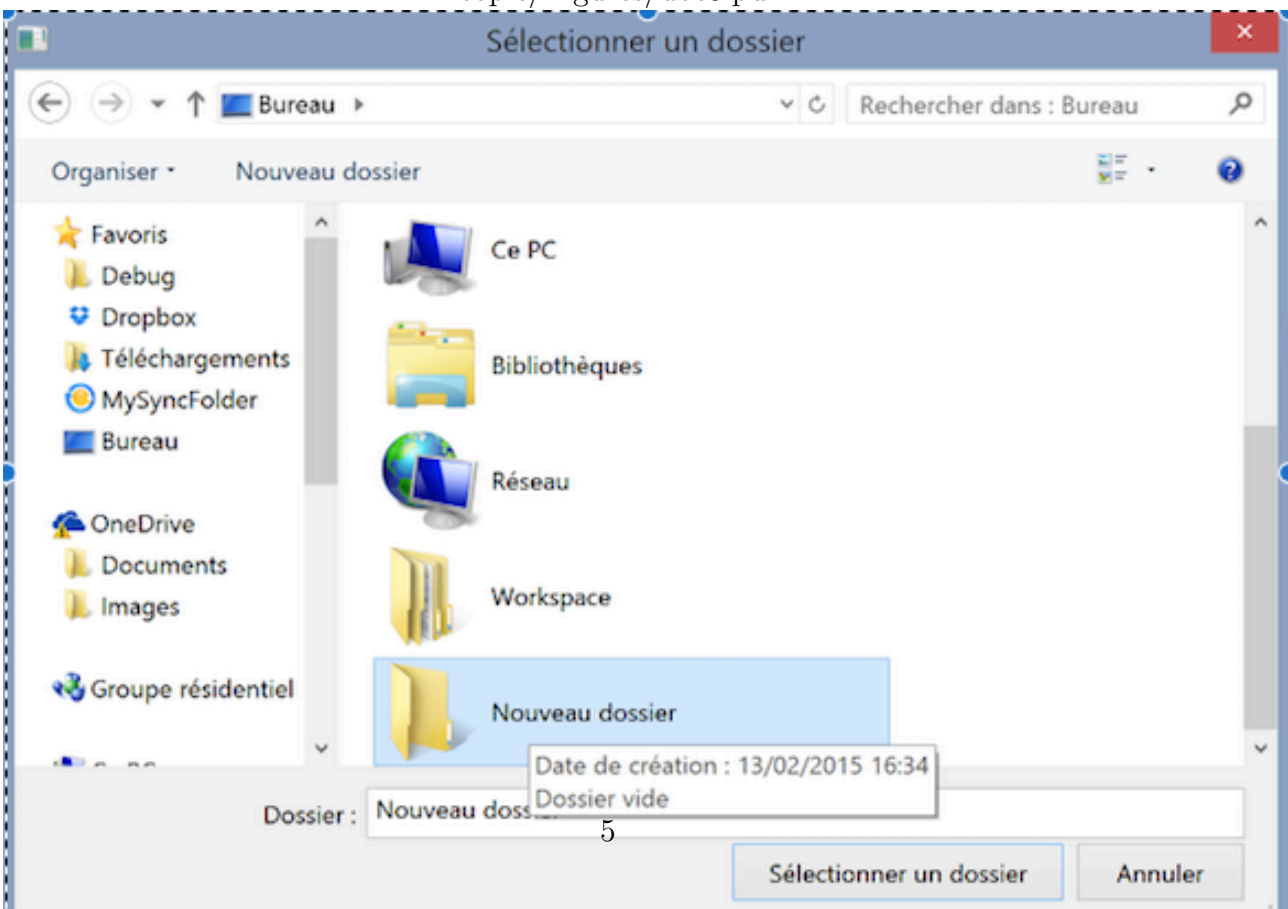 Sélectionner un dossier
Bureau
Rechercher dans : Bureau
Organiser
Nouveau dossier
Favoris
Debug
Dropbox
Téléchargements
MySyncFolder
Bureau
OneDrive
Documents
Images
Groupe résidentiel
Ce PC
Bibliothèques
Réseau
Workspace
Nouveau dossier
Date de création : 13/02/2015 16:34
Dossier vide
Dossier : Nouveau
5
Sélectionner un dossier
Annuler